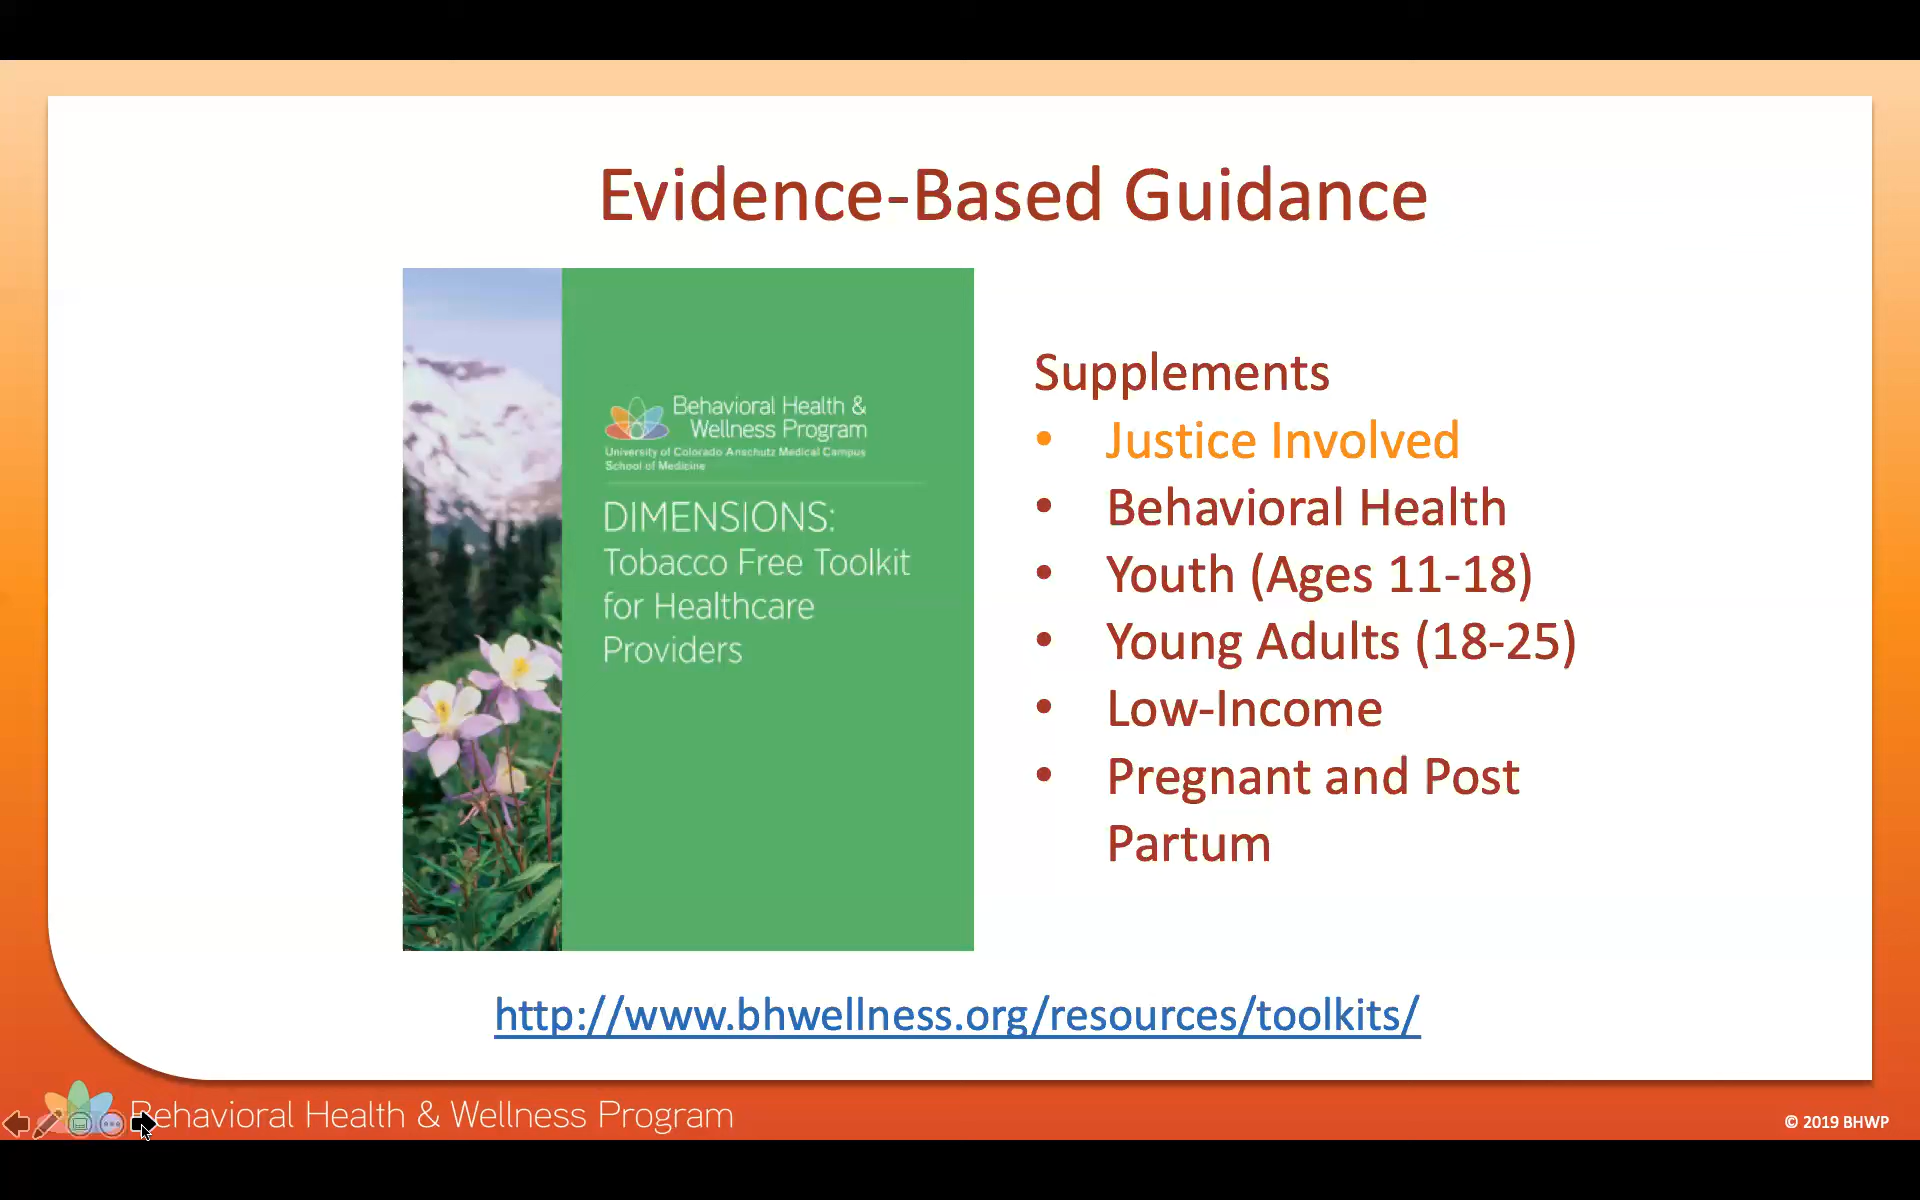 Evidence-Based Guidance
Behavioral Health &
Wellness Program
University of Colorado Anschutz Medical Campus
School of Medicine
DIMENSIONS:
Tobacco Free Toolkit
for Healthcare
Providers
Supplements
• Justice Involved
• Behavioral Health
• Youth (Ages 11-18)
• Young Adults (18-25)
• Low-Income
• Pregnant and Post
Partum
http://www.bhwellness.org/resources/toolkits/
Behavioral Health & Wellness Program
© 2019 BHWP